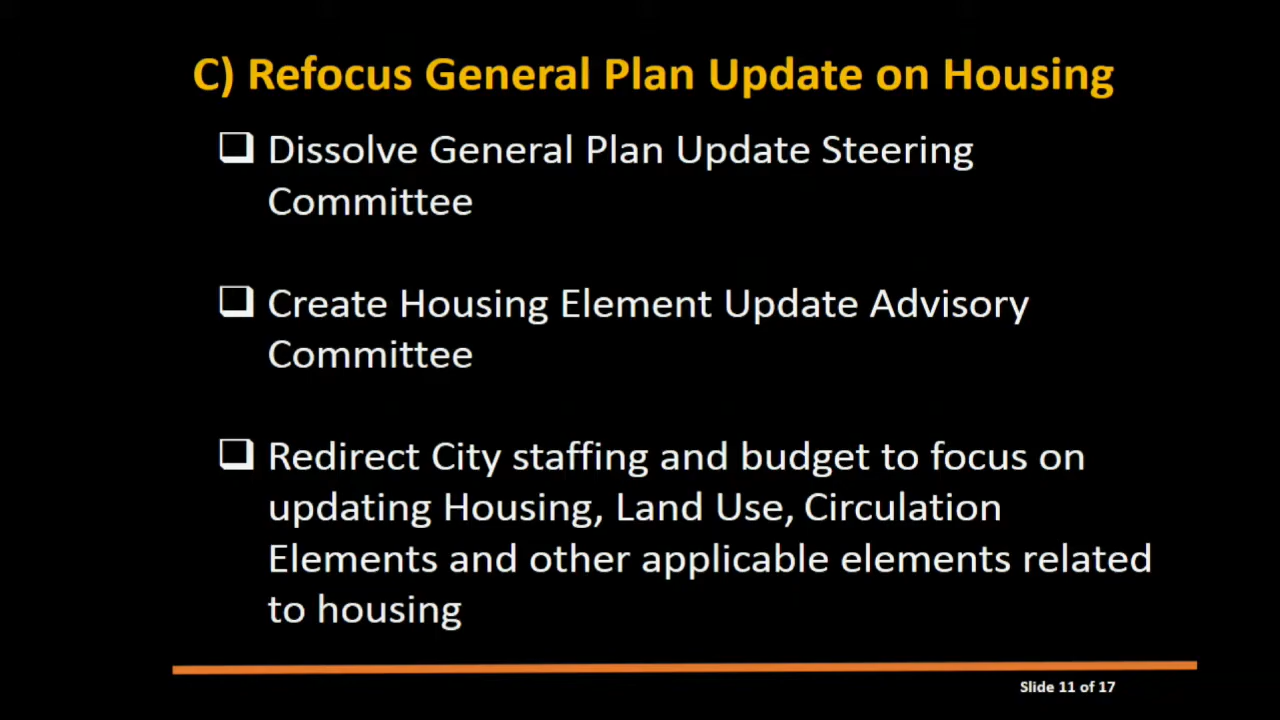 C) Refocus General Plan Update on Housing
Dissolve General Plan Update Steering
Committee
Create Housing Element Update Advisory
Committee
Redirect City staffing and budget to focus on
updating Housing, Land Use, Circulation
Elements and other applicable elements related
to housing
Slide 11 of 17